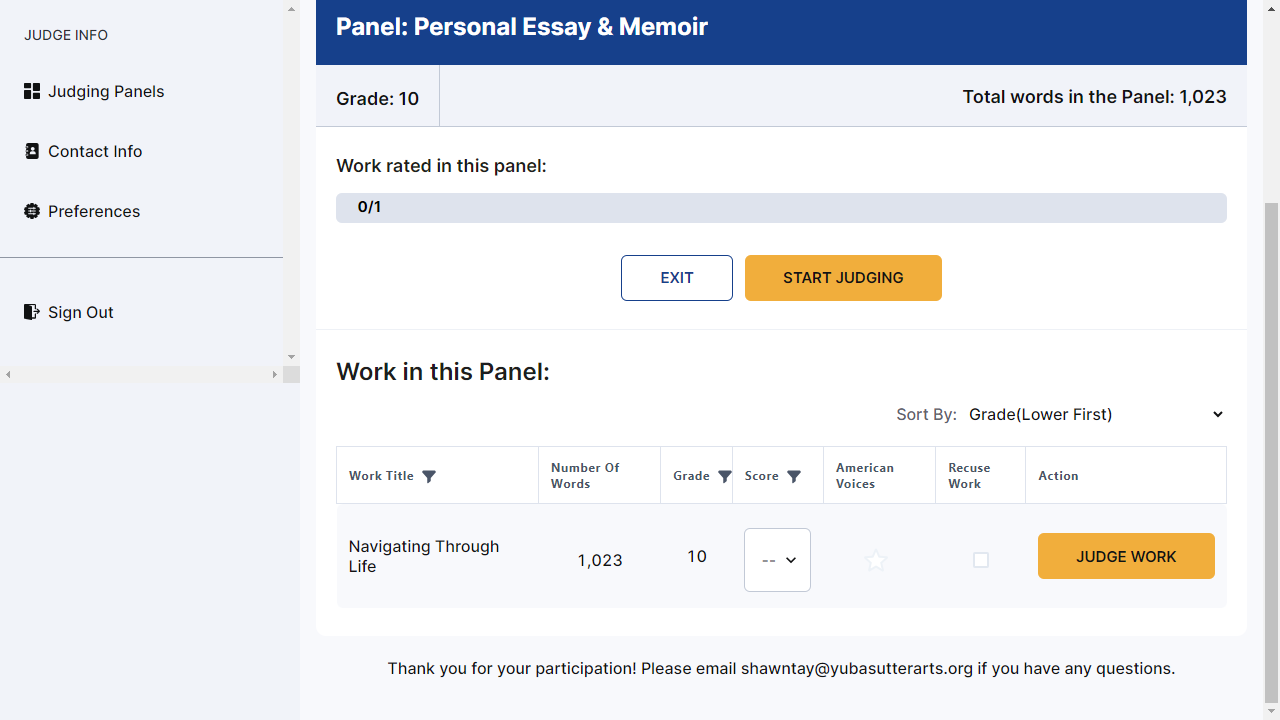 JUDGE INFO
Judging Panels
Contact Info
Preferences
Sign Out
Panel: Personal Essay & Memoir
Grade: 10
Total words in the Panel: 1,023
Work rated in this panel:
0/1
EXIT
START JUDGING
Work in this Panel:
Sort By: Grade(Lower First)
Work Title
Number Of
Words
Grade
Score
American
Voices
Recuse
Work
Action
Navigating Through
Life
1,023
10
--
JUDGE WORK
Thank you for your participation! Please email shawntay@yubasutterarts.org if you have any questions.